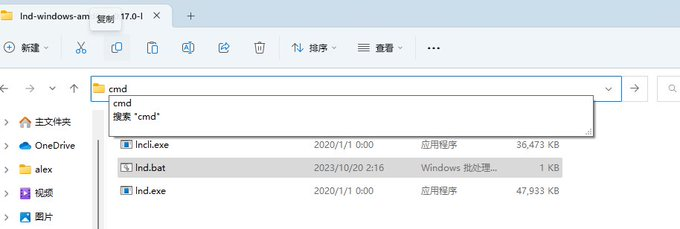 lnd-windows-am
17.0-l
复制
新建
排序
查看
cmd
cmd
搜索 "cmd"
主文件夹
OneDrive
alex
视频
图片
lncli.exe 2020/1/1 0:00 应用程序 36,473 KB
lnd.bat 2023/10/20 2:16 Windows 批处理... 1 KB
lnd.exe 2020/1/1 0:00 应用程序 47,933 KB